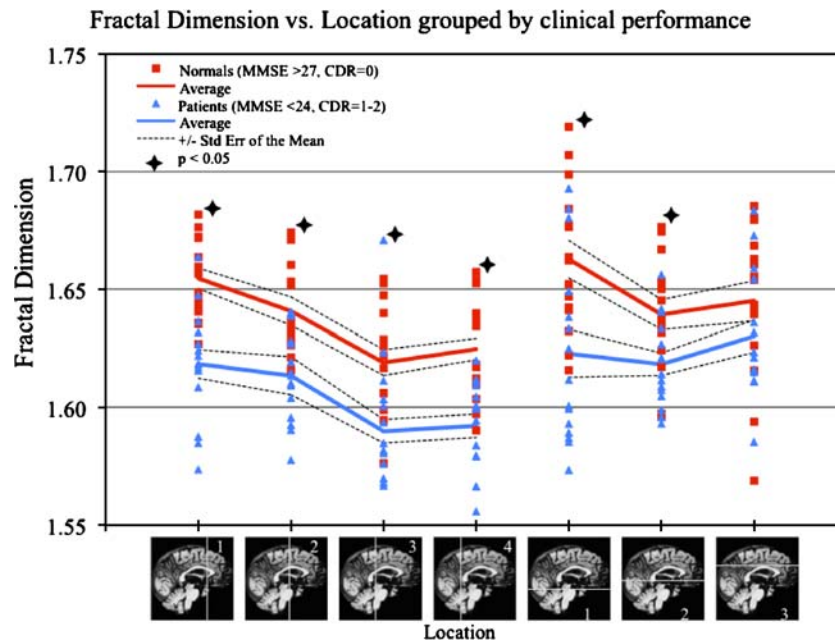 Fractal Dimension vs. Location grouped by clinical performance
1.75
Normals (MMSE >27, CDR=0)
Average
Patients (MMSE <24, CDR=1-2)
Average
+/- Std Err of the Mean
p < 0.05
1.70
1.65
1.60
1.55
Fractal Dimension
1
2
3
4
1
2
3
Location